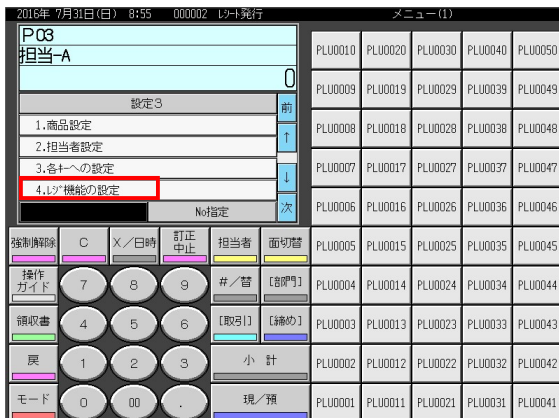 2016年 7月31日(日) 8:55 000002 レシート発行 メニュー(1)
P03
担当-A
0
設定3
前
1.商品設定
↑
2.担当者設定
3.各キーへの設定
↓
4.レジ機能の設定
No指定
次
強制解除 C ×/日時 訂正中止 担当者 面切替
操作ガイド 7 8 9 #/替 [部門]
領収書 4 5 6 [取引] [締め]
戻 1 2 3 小 計
モード 0 00 . 現/預
PLU0010 PLU0020 PLU0030 PLU0040 PLU0050
PLU0009 PLU0019 PLU0029 PLU0039 PLU0049
PLU0008 PLU0018 PLU0028 PLU0038 PLU0048
PLU0007 PLU0017 PLU0027 PLU0037 PLU0047
PLU0006 PLU0016 PLU0026 PLU0036 PLU0046
PLU0005 PLU0015 PLU0025 PLU0035 PLU0045
PLU0004 PLU0014 PLU0024 PLU0034 PLU0044
PLU0003 PLU0013 PLU0023 PLU0033 PLU0043
PLU0002 PLU0012 PLU0022 PLU0032 PLU0042
PLU0001 PLU0011 PLU0021 PLU0031 PLU0041